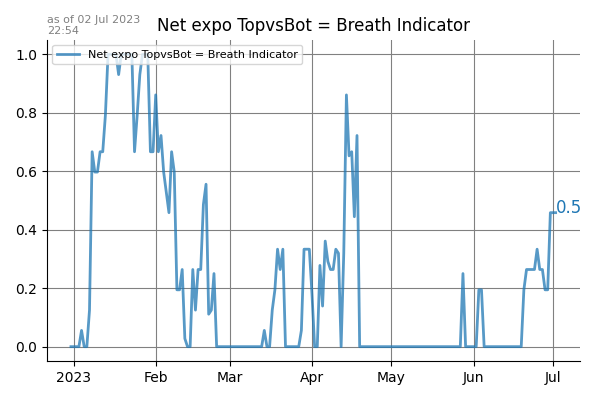 as of 02 Jul 2023
22:54
Net expo TopvsBot = Breath Indicator
Net expo TopvsBot = Breath Indicator
1.0
0.8
0.6
0.4
0.2
0.0
0.5
2023 Feb Mar Apr May Jun Jul